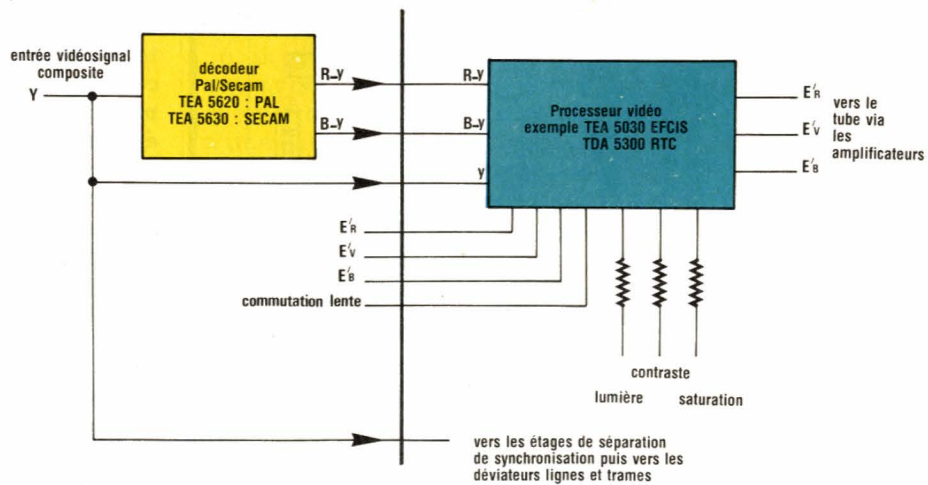 entrée vidéosignal
composite
Y
décodeur
Pal/Secam
TEA 5620 : PAL
TEA 5630 : SECAM
R-y
B-y
R-y
B-y
y
Processeur vidéo
exemple TEA 5030 EFCIS
TDA 5300 RTC
E'R
E'V
E'B
vers le
tube via
les
amplificateurs
E'R
E'V
E'B
commutation lente
contraste
lumière saturation
vers les étages de séparation
de synchronisation puis vers les
déviateurs lignes et trames